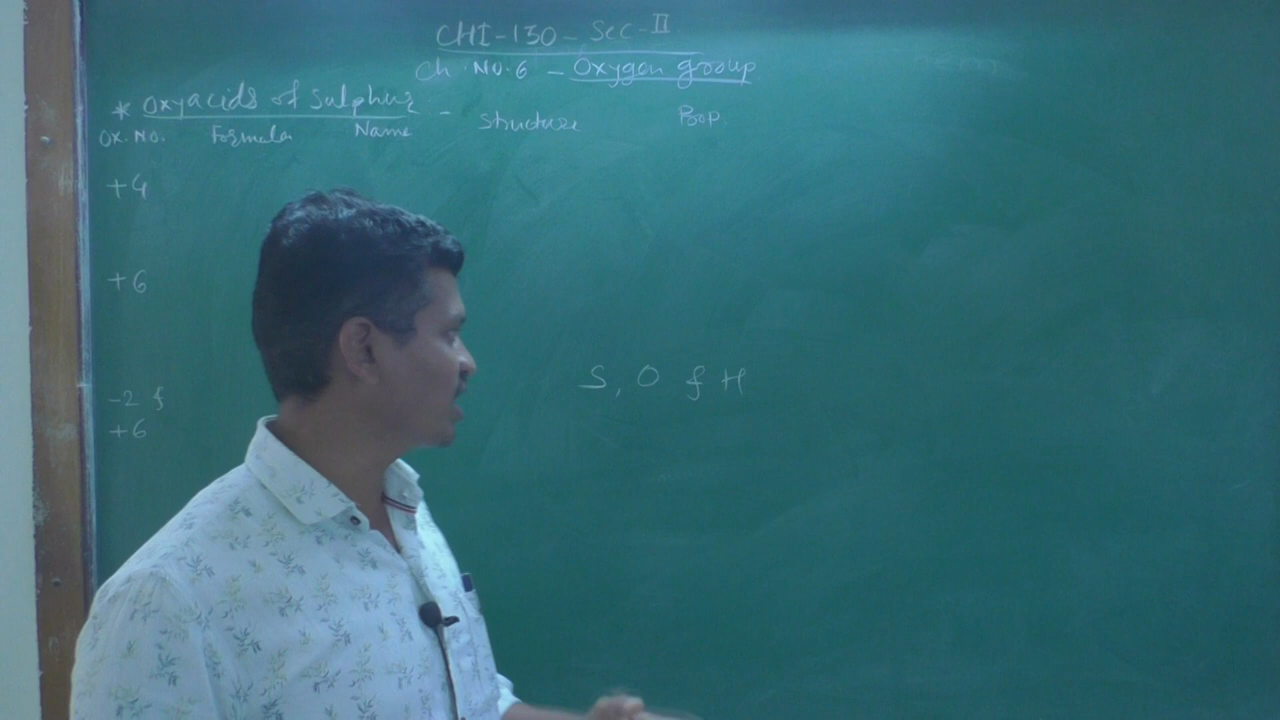 CHI-130 - Sec-II
Ch. No. 6 - Oxygen group
* Oxyacids of Sulphur -
Ox. No. Formula Name Structure Prop.
+4
+6
-2 &
+6
S, O & H